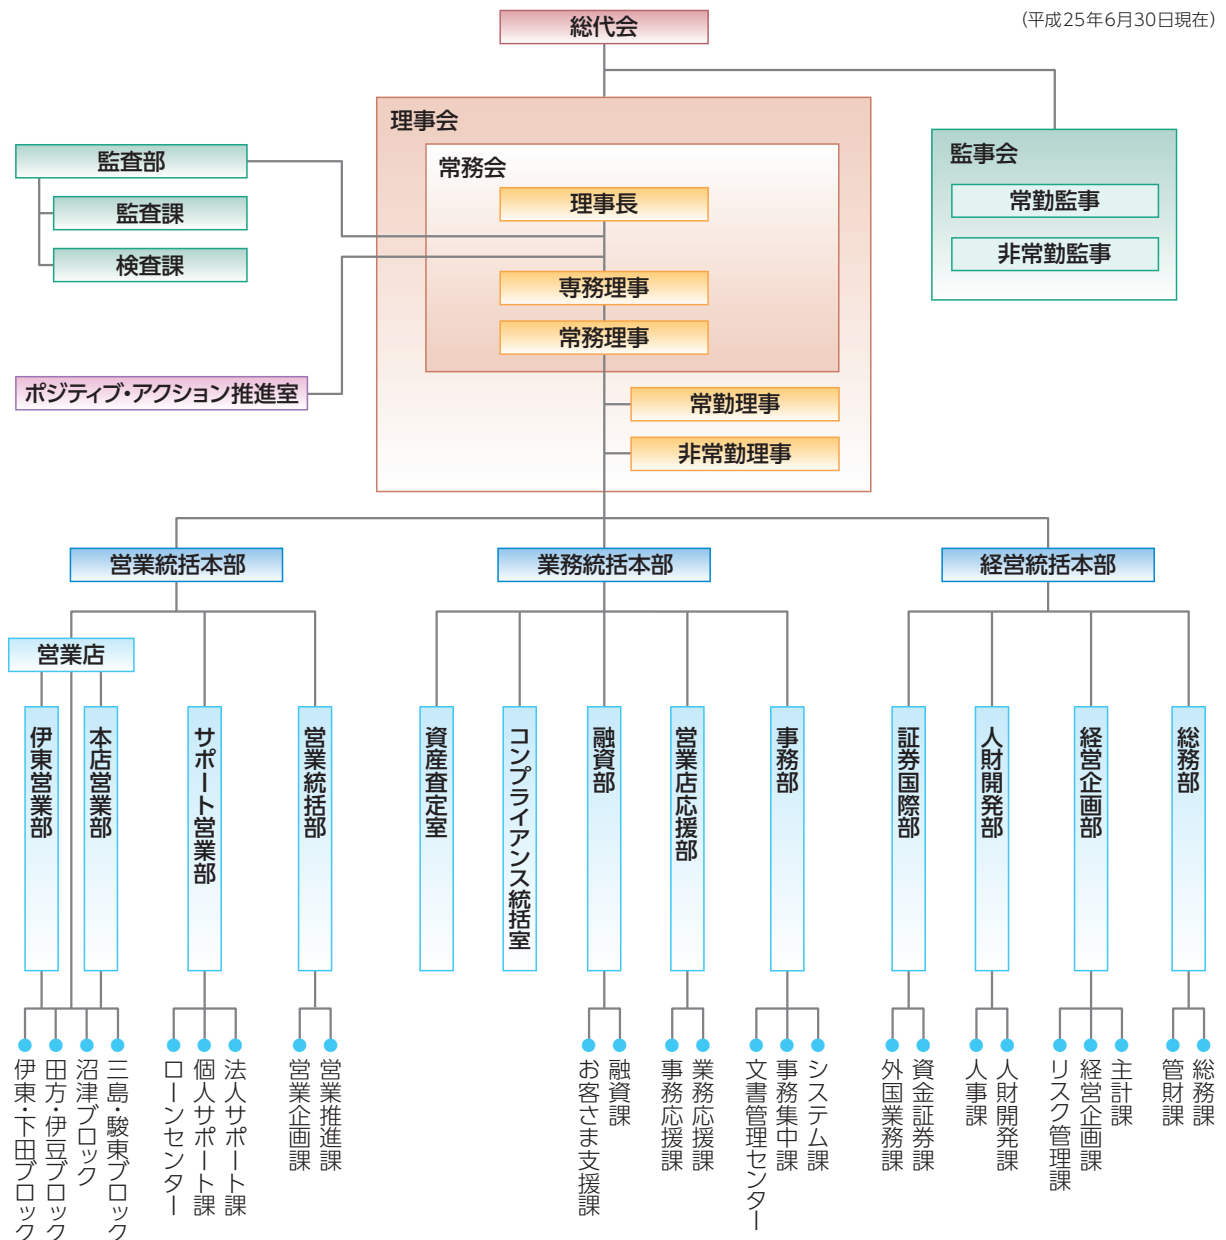 (平成25年6月30日現在)
総代会
理事会
常務会
理事長
専務理事
常務理事
常勤理事
非常勤理事
監事会
常勤監事
非常勤監事
監査部
監査課
検査課
ポジティブ・アクション推進室
営業統括本部
業務統括本部
経営統括本部
営業店
伊東営業部
本店営業部
サポート営業部
営業統括部
資産査定室
コンプライアンス統括室
融資部
営業店応援部
事務部
証券国際部
人財開発部
経営企画部
総務部
伊東・下田ブロック
田方・伊豆ブロック
沼津ブロック
三島・駿東ブロック
ローンセンター
個人サポート課
法人サポート課
営業企画課
営業推進課
お客さま支援課
融資課
事務応援課
業務応援課
文書管理センター
事務集中課
システム課
外国業務課
資金証券課
人事課
人財開発課
リスク管理課
経営企画課
主計課
管財課
総務課